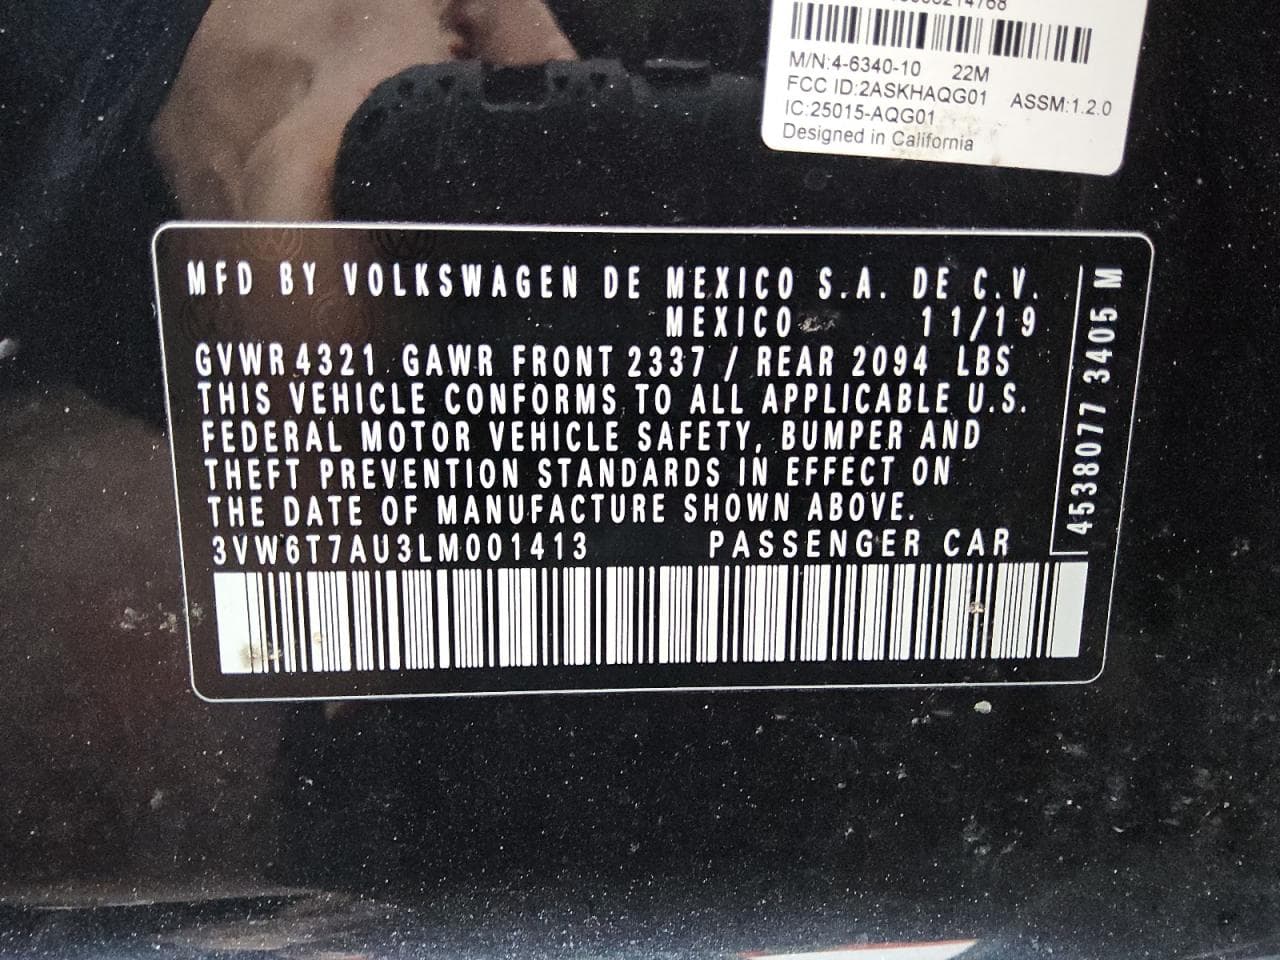 M/N:4-6340-10 22M
FCC ID:2ASKHAQG01 ASSM:1.2.0
IC:25015-AQG01
Designed in California
MFD BY VOLKSWAGEN DE MEXICO S.A. DE C.V.
MEXICO 11/19
GVWR 4321 GAWR FRONT 2337 / REAR 2094 LBS
THIS VEHICLE CONFORMS TO ALL APPLICABLE U.S.
FEDERAL MOTOR VEHICLE SAFETY, BUMPER AND
THEFT PREVENTION STANDARDS IN EFFECT ON
THE DATE OF MANUFACTURE SHOWN ABOVE.
3VW6T7AU3LM001413 PASSENGER CAR
4538077 3405 M